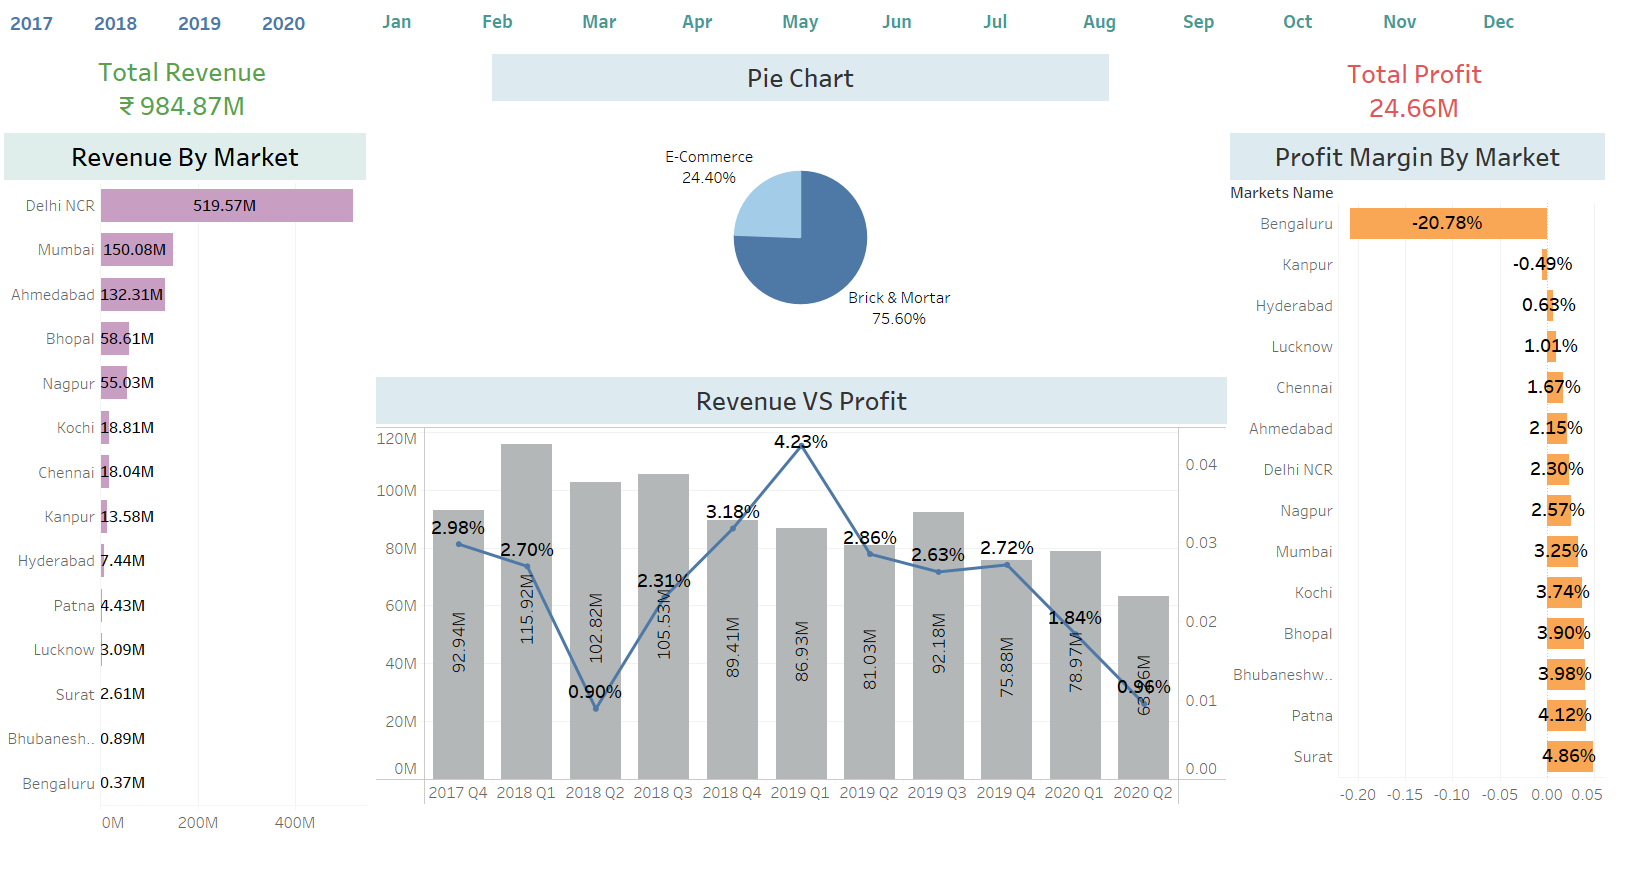 2017 2018 2019 2020 Jan Feb Mar Apr May Jun Jul Aug Sep Oct Nov Dec
Total Revenue
₹ 984.87M
Revenue By Market
Delhi NCR 519.57M
Mumbai 150.08M
Ahmedabad 132.31M
Bhopal 58.61M
Nagpur 55.03M
Kochi 18.81M
Chennai 18.04M
Kanpur 13.58M
Hyderabad 7.44M
Patna 4.43M
Lucknow 3.09M
Surat 2.61M
Bhubanesh.. 0.89M
Bengaluru 0.37M
0M 200M 400M
Pie Chart
E-Commerce
24.40%
Brick & Mortar
75.60%
Revenue VS Profit
120M
100M
80M
60M
40M
20M
0M
2.98% 2.70% 0.90% 2.31% 3.18% 4.23% 2.86% 2.63% 2.72% 1.84% 0.96%
92.94M 115.92M 102.82M 105.53M 89.41M 86.93M 81.03M 92.18M 75.88M 78.97M
0.04
0.03
0.02
0.01
0.00
2017 Q4 2018 Q1 2018 Q2 2018 Q3 2018 Q4 2019 Q1 2019 Q2 2019 Q3 2019 Q4 2020 Q1 2020 Q2
Total Profit
24.66M
Profit Margin By Market
Markets Name
Bengaluru -20.78%
Kanpur -0.49%
Hyderabad 0.63%
Lucknow 1.01%
Chennai 1.67%
Ahmedabad 2.15%
Delhi NCR 2.30%
Nagpur 2.57%
Mumbai 3.25%
Kochi 3.74%
Bhopal 3.90%
Bhubaneshw.. 3.98%
Patna 4.12%
Surat 4.86%
-0.20 -0.15 -0.10 -0.05 0.00 0.05